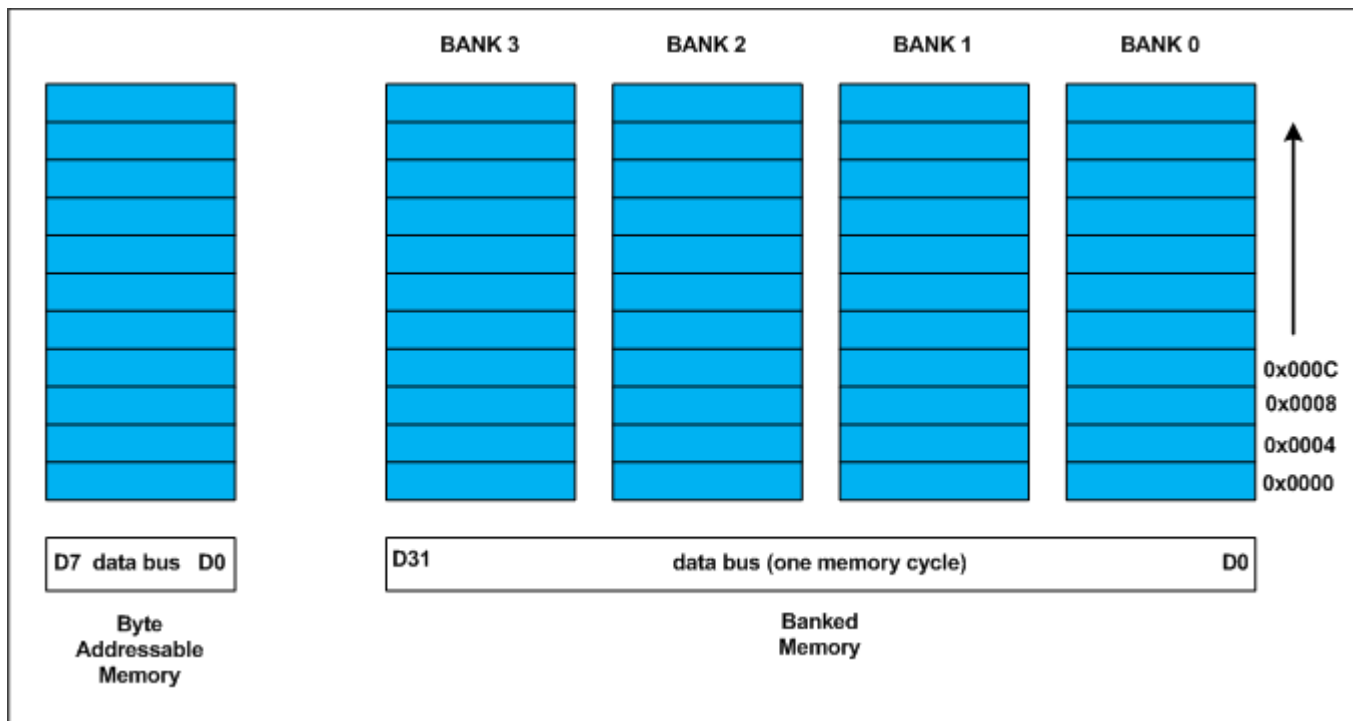 BANK 3
BANK 2
BANK 1
BANK 0
0x000C
0x0008
0x0004
0x0000
D7 data bus D0
D31 data bus (one memory cycle) D0
Byte
Addressable
Memory
Banked
Memory